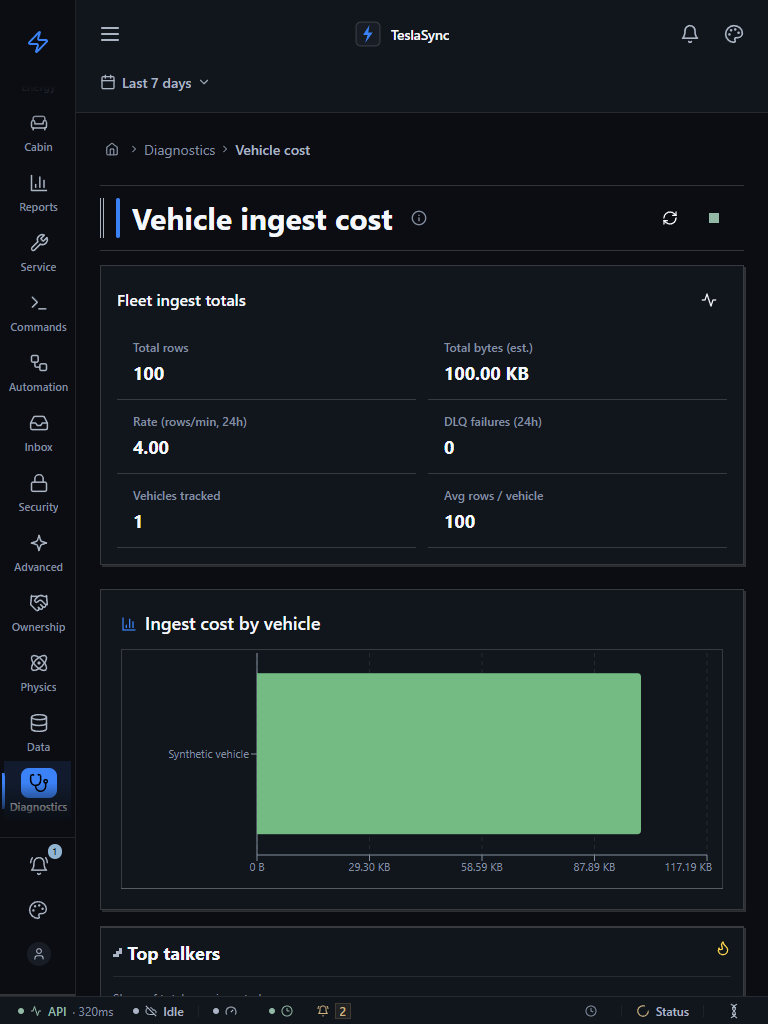 TeslaSync
Last 7 days
Diagnostics
Vehicle cost
Vehicle ingest cost
Fleet ingest totals
Total rows
100
Total bytes (est.)
100.00 KB
Rate (rows/min, 24h)
4.00
DLQ failures (24h)
0
Vehicles tracked
1
Avg rows / vehicle
100
Ingest cost by vehicle
Synthetic vehicle
0 B
29.30 KB
58.59 KB
87.89 KB
117.19 KB
Top talkers
Cabin
Reports
Service
Commands
Automation
Inbox
Security
Advanced
Ownership
Physics
Data
Diagnostics
1
API · 320ms
Idle
2
Status